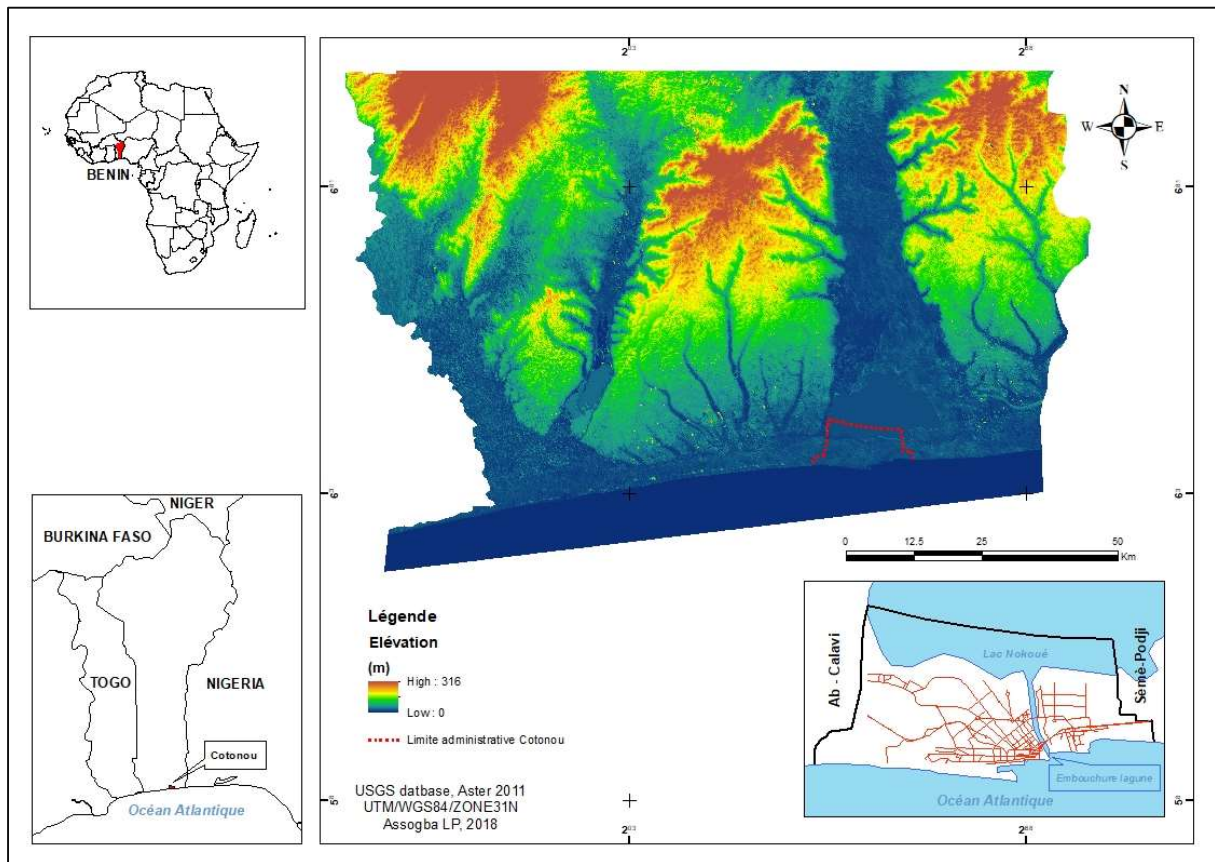 BENIN
N
W E
S
NIGER
BURKINA FASO
TOGO
NIGERIA
Cotonou
Océan Atlantique
Légende
Elévation
(m)
High : 316
Low : 0
Limite administrative Cotonou
USGS datbase, Aster 2011
UTM/WGS84/ZONE31N
Assogba LP, 2018
0 12.5 25 50
Km
Ab - Calavi
Lac Nokoué
Sèmè-Podji
Embouchure lagune
Océan Atlantique